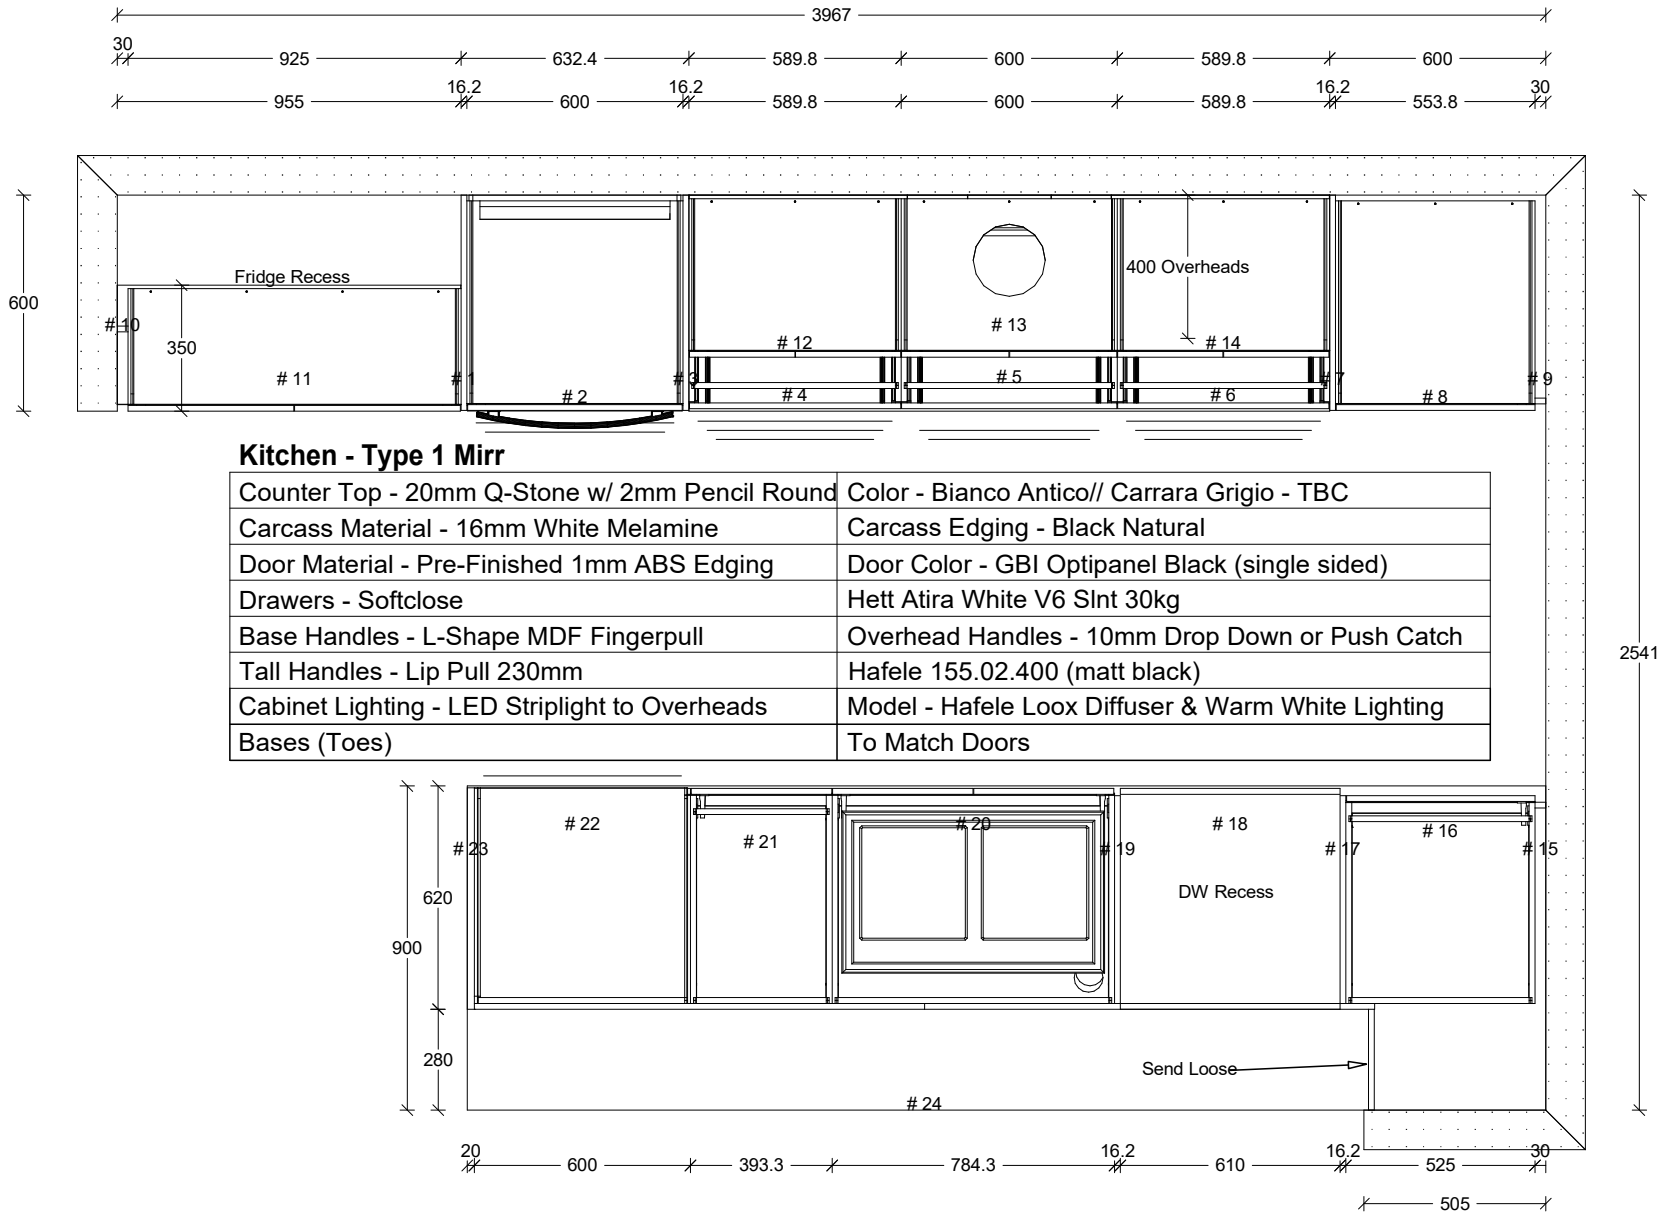 3967
30
925 632.4 589.8 600 589.8 600
16.2 16.2 16.2 30
955 600 589.8 600 589.8 553.8
Fridge Recess
400 Overheads
600
# 10
350
# 11
# 1
# 2
# 3
# 12
# 4
# 13
# 5
# 14
# 6
# 7
# 8
# 9
Kitchen - Type 1 Mirr
Counter Top - 20mm Q-Stone w/ 2mm Pencil Round Color - Bianco Antico// Carrara Grigio - TBC
Carcass Material - 16mm White Melamine Carcass Edging - Black Natural
Door Material - Pre-Finished 1mm ABS Edging Door Color - GBI Optipanel Black (single sided)
Drawers - Softclose Hett Atira White V6 Slnt 30kg
Base Handles - L-Shape MDF Fingerpull Overhead Handles - 10mm Drop Down or Push Catch
Tall Handles - Lip Pull 230mm Hafele 155.02.400 (matt black)
Cabinet Lighting - LED Striplight to Overheads Model - Hafele Loox Diffuser & Warm White Lighting
Bases (Toes) To Match Doors
2541
# 23
# 22
# 21
# 20
# 19
# 18
# 17
# 16
# 15
DW Recess
620
900
280
Send Loose
# 24
20 16.2 16.2 30
600 393.3 784.3 610 525
505